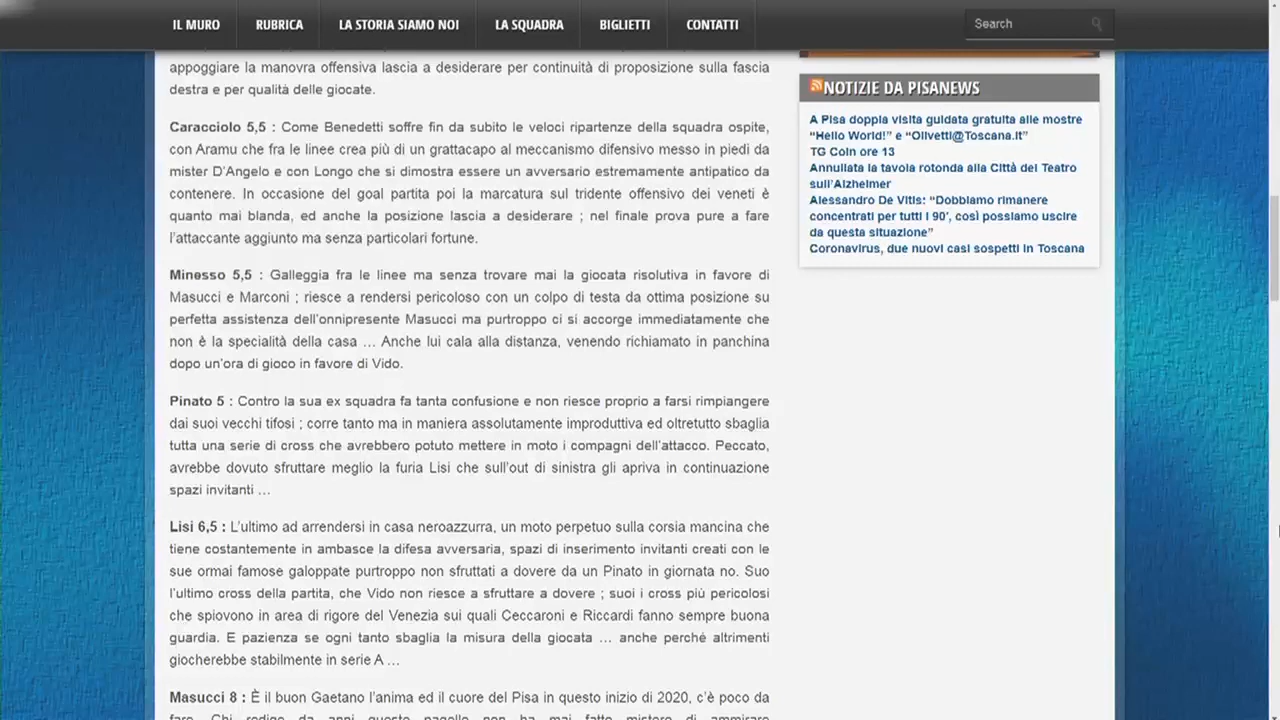 IL MURO
RUBRICA
LA STORIA SIAMO NOI
LA SQUADRA
BIGLIETTI
CONTATTI
Search
appoggiare la manovra offensiva lascia a desiderare per continuità di proposizione sulla fascia
destra e per qualità delle giocate.
Caracciolo 5,5 : Come Benedetti soffre fin da subito le veloci ripartenze della squadra ospite,
con Aramu che fra le linee crea più di un grattacapo al meccanismo difensivo messo in piedi da
mister D'Angelo e con Longo che si dimostra essere un avversario estremamente antipatico da
contenere. In occasione del goal partita poi la marcatura sul tridente offensivo dei veneti è
quanto mai blanda, ed anche la posizione lascia a desiderare ; nel finale prova pure a fare
l'attaccante aggiunto ma senza particolari fortune.
Minesso 5,5 : Galleggia fra le linee ma senza trovare mai la giocata risolutiva in favore di
Masucci e Marconi ; riesce a rendersi pericoloso con un colpo di testa da ottima posizione su
perfetta assistenza dell'onnipresente Masucci ma purtroppo ci si accorge immediatamente che
non è la specialità della casa … Anche lui cala alla distanza, venendo richiamato in panchina
dopo un'ora di gioco in favore di Vido.
Pinato 5 : Contro la sua ex squadra fa tanta confusione e non riesce proprio a farsi rimpiangere
dai suoi vecchi tifosi ; corre tanto ma in maniera assolutamente improduttiva ed oltretutto sbaglia
tutta una serie di cross che avrebbero potuto mettere in moto i compagni dell'attacco. Peccato,
avrebbe dovuto sfruttare meglio la furia Lisi che sull'out di sinistra gli apriva in continuazione
spazi invitanti …
Lisi 6,5 : L'ultimo ad arrendersi in casa neroazzurra, un moto perpetuo sulla corsia mancina che
tiene costantemente in ambasce la difesa avversaria, spazi di inserimento invitanti creati con le
sue ormai famose galoppate purtroppo non sfruttati a dovere da un Pinato in giornata no. Suo
l'ultimo cross della partita, che Vido non riesce a sfruttare a dovere ; suoi i cross più pericolosi
che spiovono in area di rigore del Venezia sui quali Ceccaroni e Riccardi fanno sempre buona
guardia. E pazienza se ogni tanto sbaglia la misura della giocata … anche perché altrimenti
giocherebbe stabilmente in serie A …
Masucci 8 : È il buon Gaetano l'anima ed il cuore del Pisa in questo inizio di 2020, c'è poco da
fare. Chi redige da anni queste pagelle non ha mai fatto mistero di ammirare
NOTIZIE DA PISANEWS
A Pisa doppia visita guidata gratuita alle mostre
“Hello World!” e “Olivetti@Toscana.it”
TG Coin ore 13
Annullata la tavola rotonda alla Città del Teatro
sull'Alzheimer
Alessandro De Vitis: “Dobbiamo rimanere
concentrati per tutti i 90′, così possiamo uscire
da questa situazione”
Coronavirus, due nuovi casi sospetti in Toscana